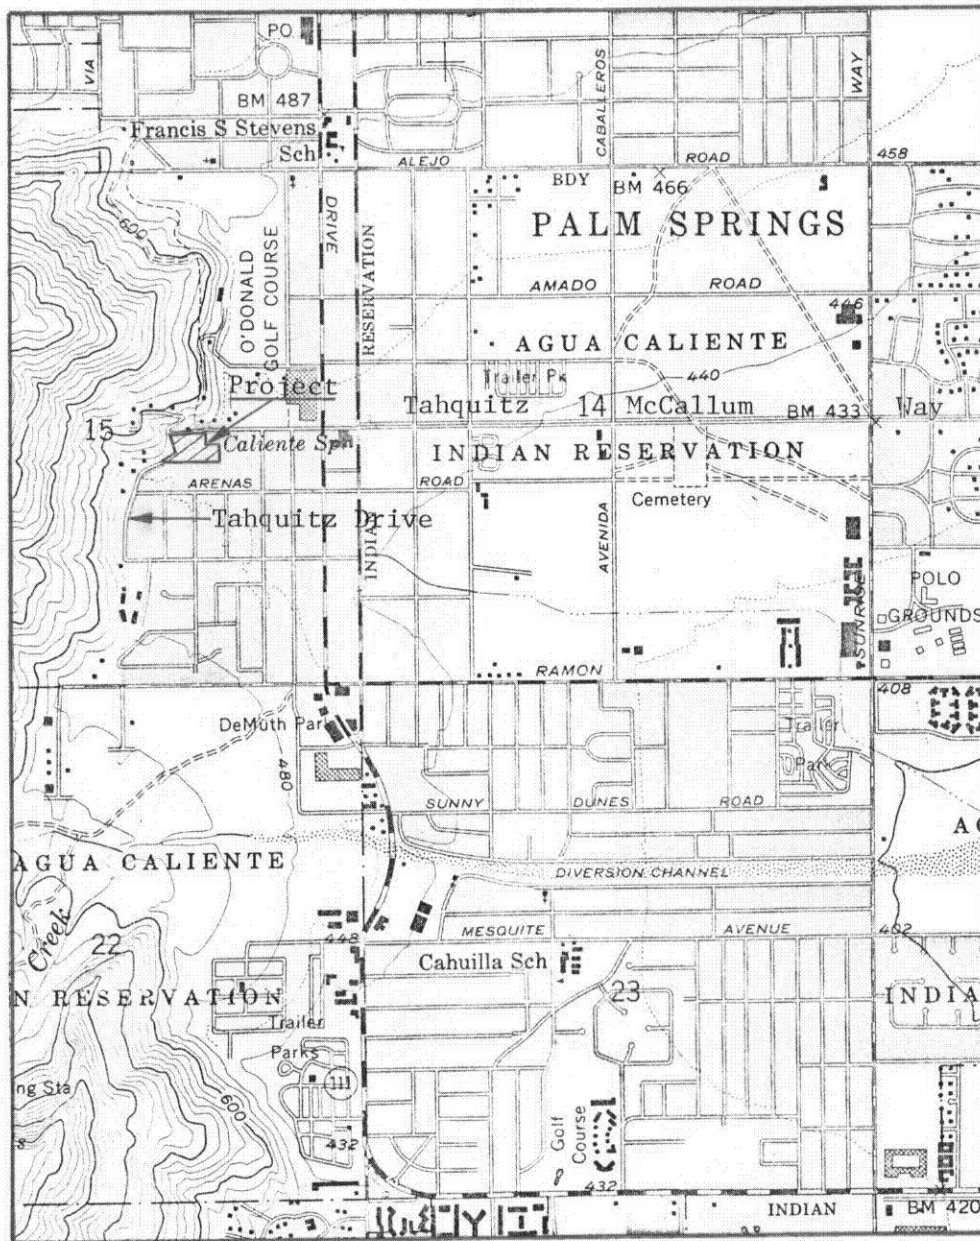 PO
VIA
BM 487
CABALLEROS
WAY
Francis S Stevens
Sch
ALEJO
ROAD
458
BDY
BM 466
600
DRIVE
RESERVATION
PALM SPRINGS
O'DONALD
GOLF COURSE
AMADO
ROAD
446
AGUA CALIENTE
Trailer Pk
440
Project
Tahquitz
14
McCallum
BM 433
Way
15
Caliente Spr
INDIAN RESERVATION
ARENAS
ROAD
Cemetery
Tahquitz Drive
INDIAN
AVENIDA
SUNRISE
POLO
GROUNDS
RAMON
408
DeMuth Park
480
Trailer
Park
SUNNY
DUNES
ROAD
AGUA CALIENTE
AG
DIVERSION CHANNEL
Creek
22
448
MESQUITE
AVENUE
402
Cahuilla Sch
23
N RESERVATION
INDIA
Trailer
Parks
ng Sta
111
600
s
432
Golf
Course
432
INDIAN
BM 420